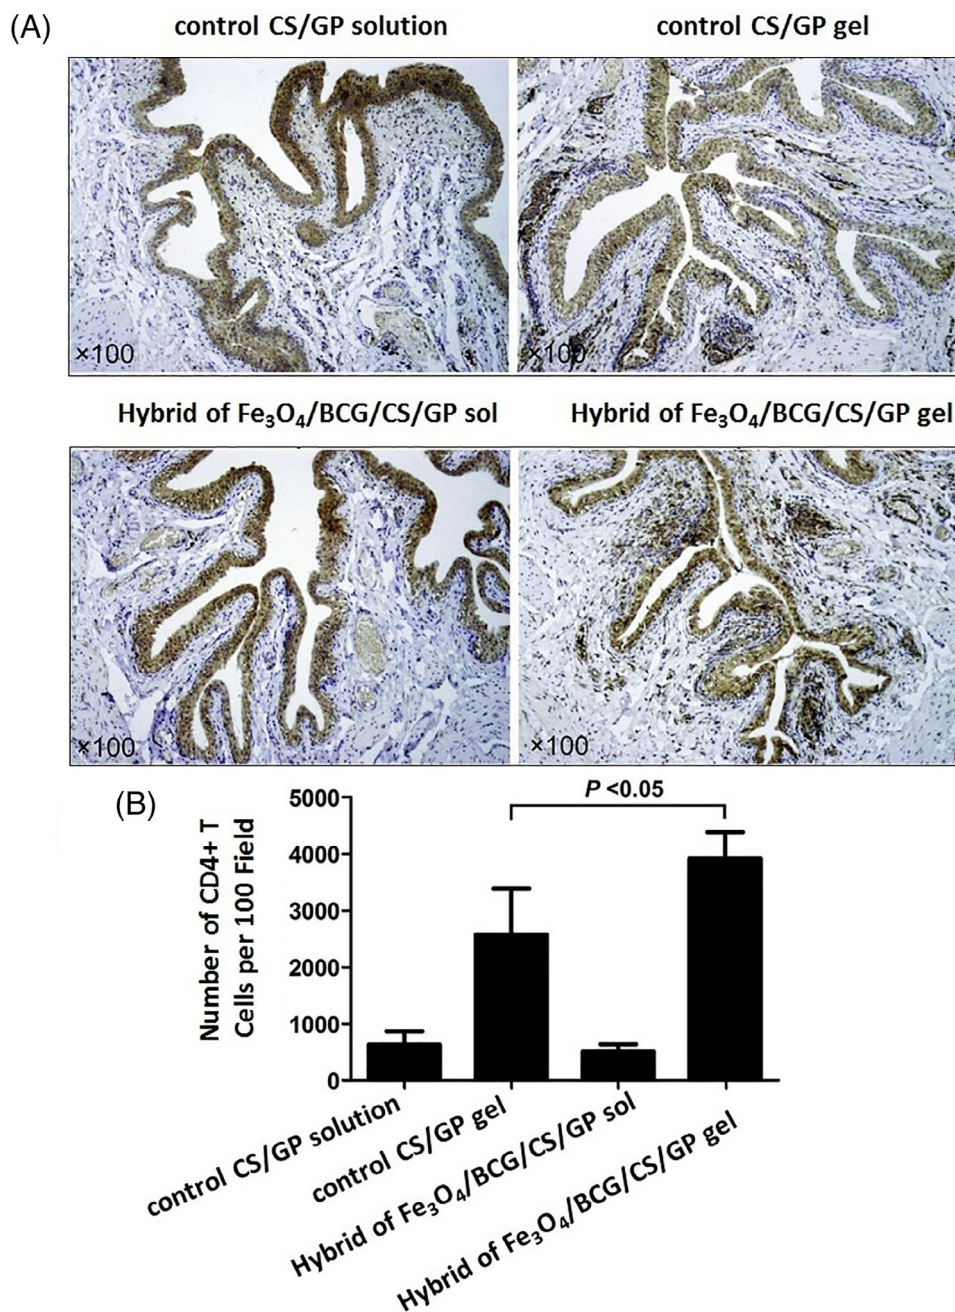 (A)
control CS/GP solution
control CS/GP gel
×100
×100
Hybrid of Fe₃O₄/BCG/CS/GP sol
Hybrid of Fe₃O₄/BCG/CS/GP gel
×100
×100
(B)
P <0.05
Number of CD4+ T
Cells per 100 Field
5000
4000
3000
2000
1000
0
control CS/GP solution
control CS/GP gel
Hybrid of Fe₃O₄/BCG/CS/GP sol
Hybrid of Fe₃O₄/BCG/CS/GP gel